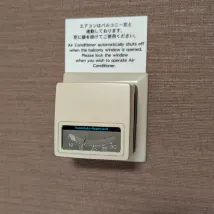 エアコンはバルコニー窓と
連動しております。
窓に鍵を掛けてご使用ください。
Air Conditioner automatically shuts off
when the balcony window is opened.
Please lock the window
when you wish to operate Air
Conditioner.